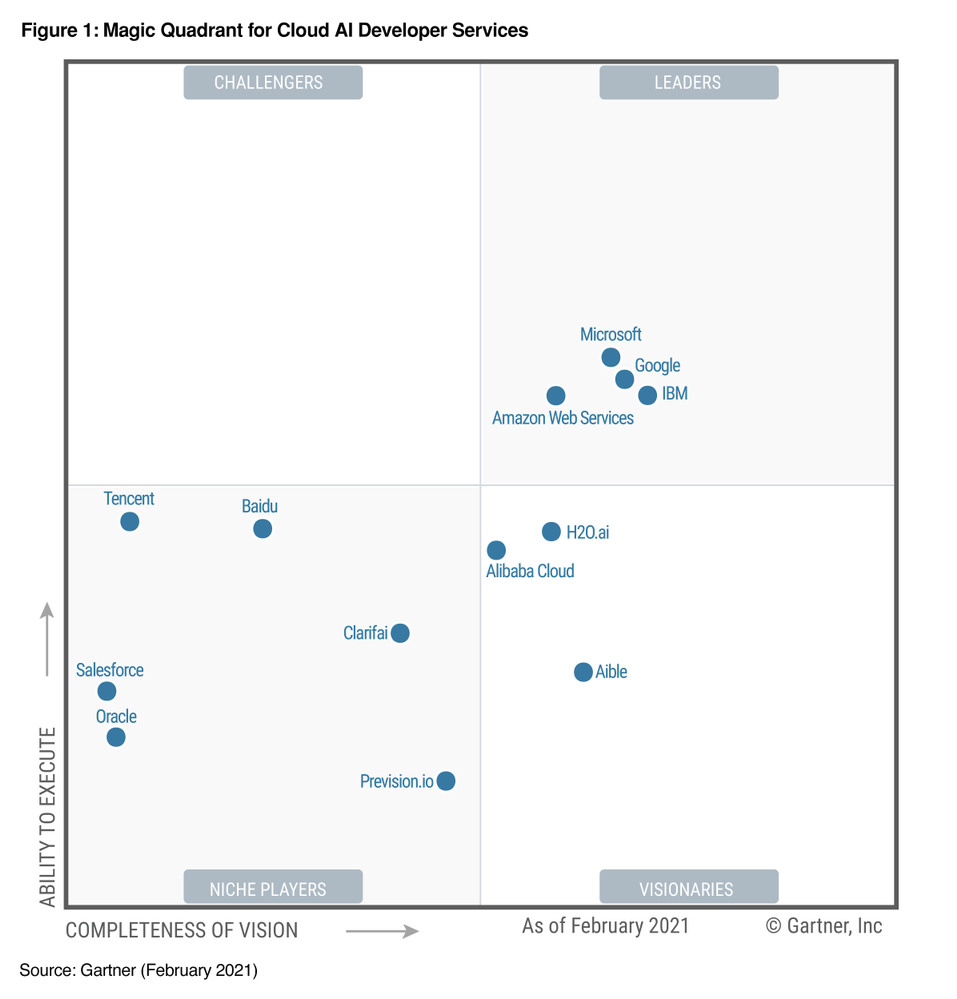 Figure 1: Magic Quadrant for Cloud AI Developer Services
CHALLENGERS
LEADERS
Microsoft
Google
IBM
Amazon Web Services
Tencent
Baidu
H2O.ai
Alibaba Cloud
Clarifai
Salesforce
Aible
Oracle
Prevision.io
ABILITY TO EXECUTE
NICHE PLAYERS
VISIONARIES
COMPLETENESS OF VISION
As of February 2021
© Gartner, Inc
Source: Gartner (February 2021)